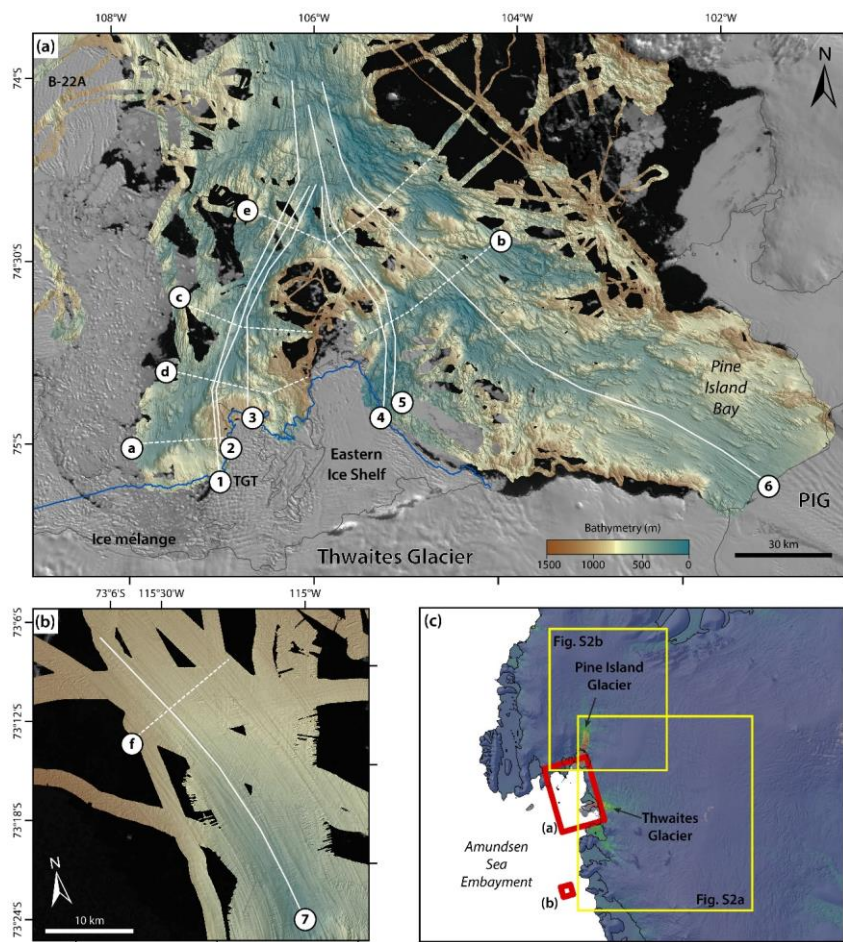 108°W 106°W 104°W 102°W
(a)
N
B-22A
74°S
e
b
74°30'S
c
d
Pine
Island
Bay
3
5
4
a
2
75°S
Eastern
Ice Shelf
1
TGT
6
PIG
Ice mélange
Bathymetry (m)
1500 1000 500 0
30 km
Thwaites Glacier
73°6'S 115°30'W 115°W
73°6'S
(b)
73°12'S
f
73°18'S
N
10 km
7
73°24'S
(c)
Fig. S2b
Pine Island
Glacier
(a)
Thwaites
Glacier
Amundsen
Sea
Embayment
(b)
Fig. S2a